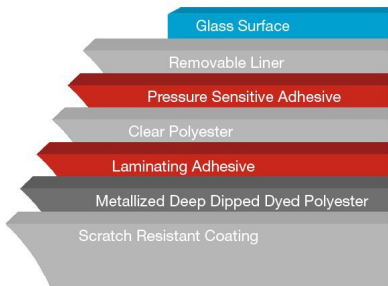 Glass Surface
Removable Liner
Pressure Sensitive Adhesive
Clear Polyester
Laminating Adhesive
Metallized Deep Dipped Dyed Polyester
Scratch Resistant Coating